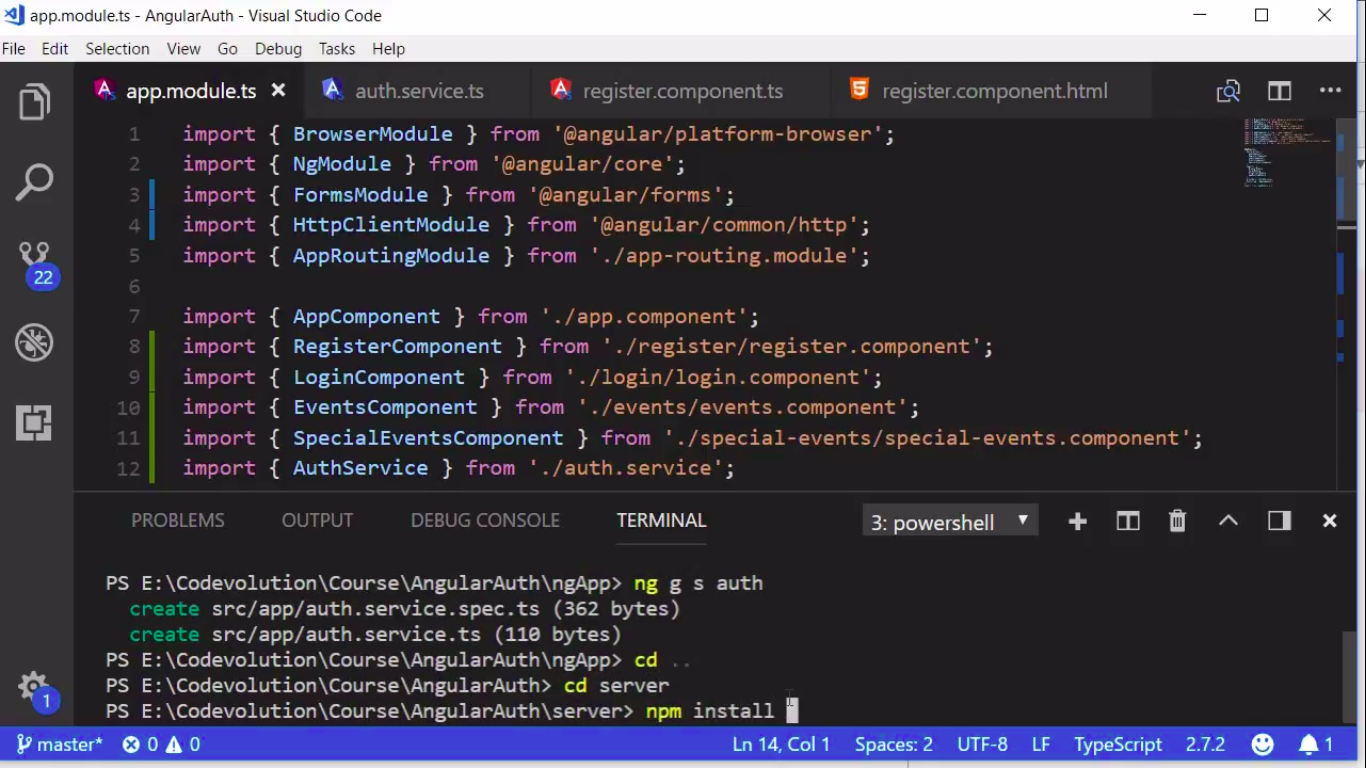 app.module.ts - AngularAuth - Visual Studio Code
File Edit Selection View Go Debug Tasks Help
app.module.ts auth.service.ts register.component.ts register.component.html
1 import { BrowserModule } from '@angular/platform-browser';
2 import { NgModule } from '@angular/core';
3 import { FormsModule } from '@angular/forms';
4 import { HttpClientModule } from '@angular/common/http';
5 import { AppRoutingModule } from './app-routing.module';
6
7 import { AppComponent } from './app.component';
8 import { RegisterComponent } from './register/register.component';
9 import { LoginComponent } from './login/login.component';
10 import { EventsComponent } from './events/events.component';
11 import { SpecialEventsComponent } from './special-events/special-events.component';
12 import { AuthService } from './auth.service';
22
PROBLEMS OUTPUT DEBUG CONSOLE TERMINAL 3: powershell
PS E:\Codevolution\Course\AngularAuth\ngApp> ng g s auth
create src/app/auth.service.spec.ts (362 bytes)
create src/app/auth.service.ts (110 bytes)
PS E:\Codevolution\Course\AngularAuth\ngApp> cd ..
PS E:\Codevolution\Course\AngularAuth> cd server
PS E:\Codevolution\Course\AngularAuth\server> npm install
1
master* 0 0 Ln 14, Col 1 Spaces: 2 UTF-8 LF TypeScript 2.7.2 1